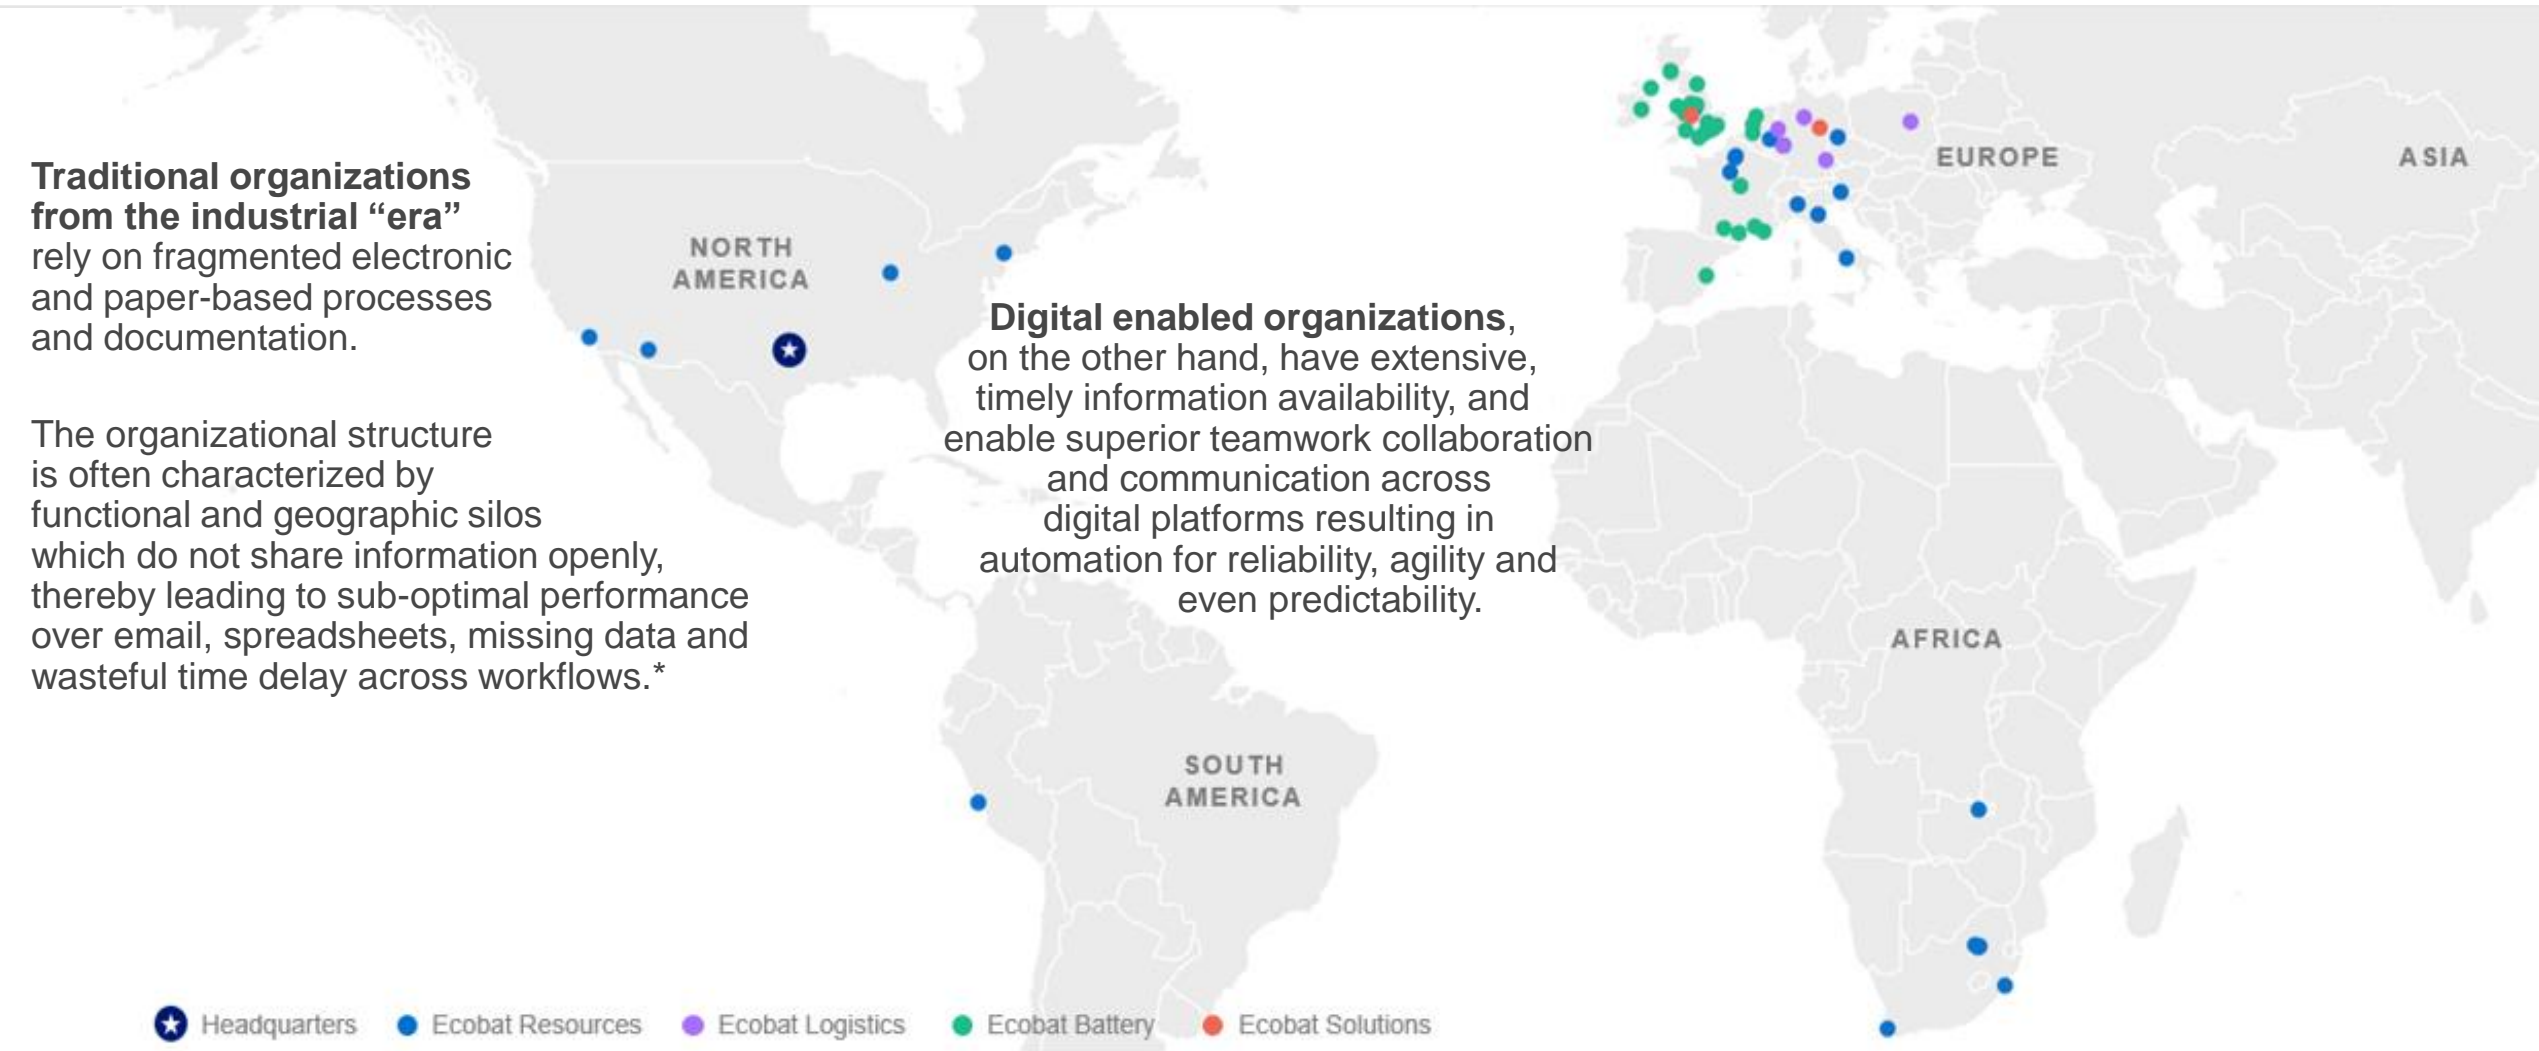 Traditional organizations
from the industrial “era”
rely on fragmented electronic
and paper-based processes
and documentation.
The organizational structure
is often characterized by
functional and geographic silos
which do not share information openly,
thereby leading to sub-optimal performance
over email, spreadsheets, missing data and
wasteful time delay across workflows.*
NORTH
AMERICA
Digital enabled organizations,
on the other hand, have extensive,
timely information availability, and
enable superior teamwork collaboration
and communication across
digital platforms resulting in
automation for reliability, agility and
even predictability.
EUROPE
ASIA
AFRICA
SOUTH
AMERICA
Headquarters
Ecobat Resources
Ecobat Logistics
Ecobat Battery
Ecobat Solutions